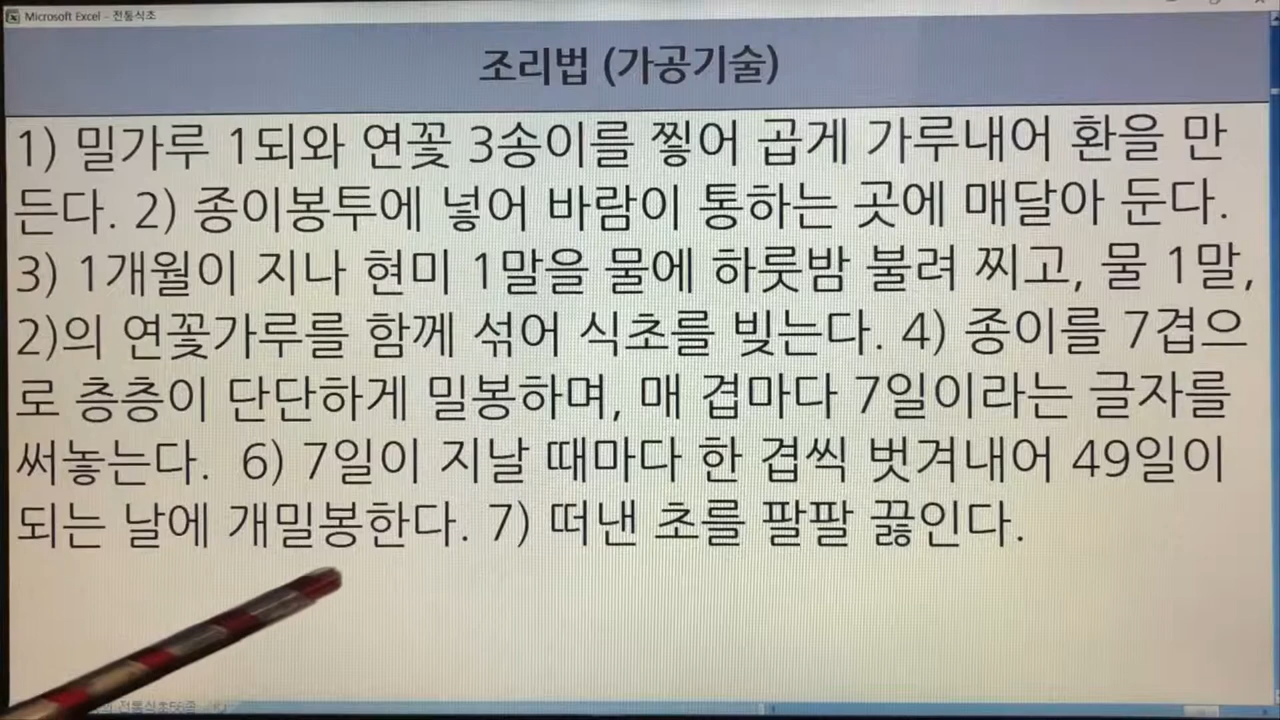 Microsoft Excel - 전통식초
조리법 (가공기술)
1) 밀가루 1되와 연꽃 3송이를 찧어 곱게 가루내어 환을 만
든다. 2) 종이봉투에 넣어 바람이 통하는 곳에 매달아 둔다.
3) 1개월이 지나 현미 1말을 물에 하룻밤 불려 찌고, 물 1말,
2)의 연꽃가루를 함께 섞어 식초를 빚는다. 4) 종이를 7겹으
로 층층이 단단하게 밀봉하며, 매 겹마다 7일이라는 글자를
써놓는다. 6) 7일이 지날 때마다 한 겹씩 벗겨내어 49일이
되는 날에 개밀봉한다. 7) 떠낸 초를 팔팔 끓인다.
전통식초56종